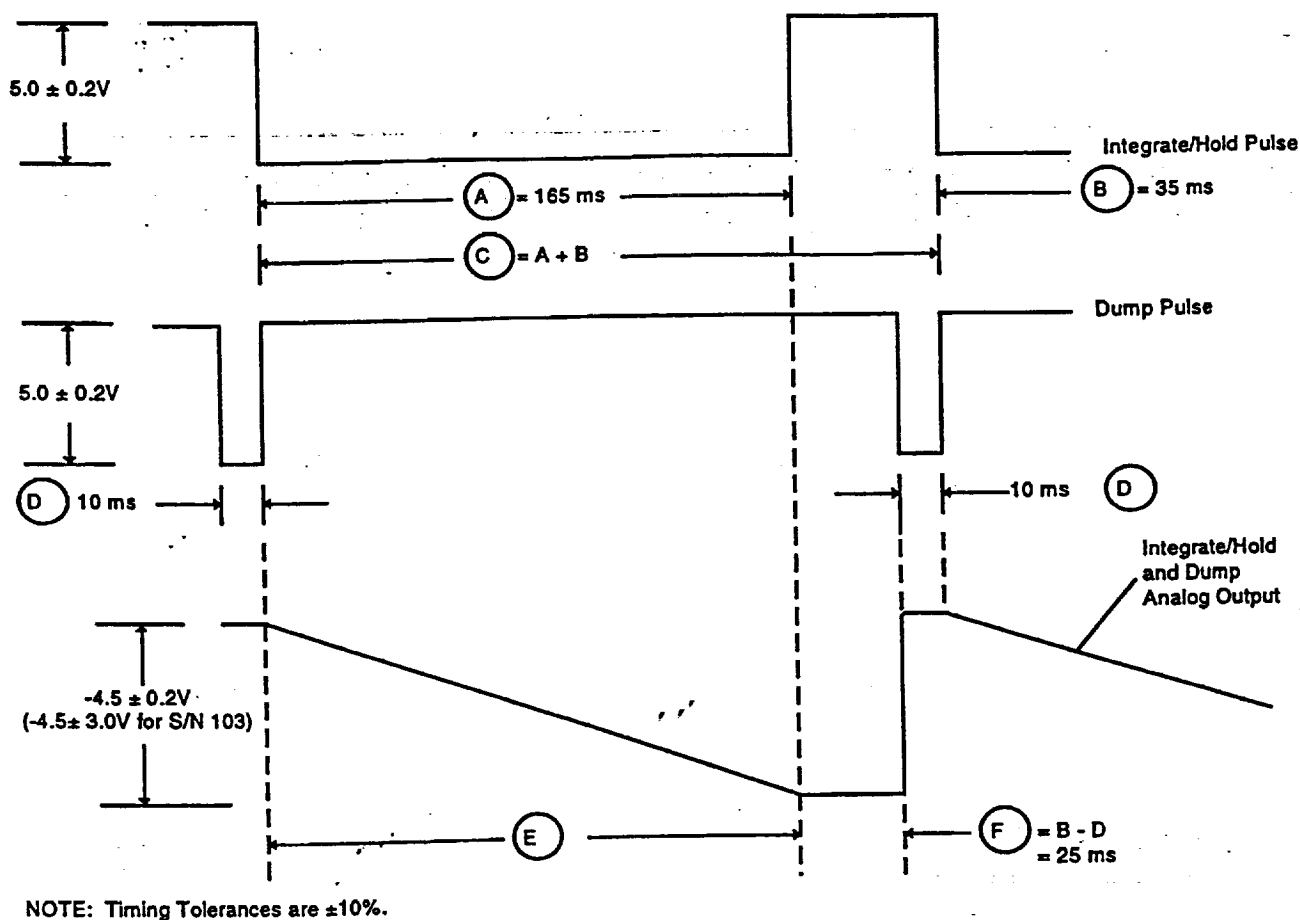 5.0 ± 0.2V
Integrate/Hold Pulse
A = 165 ms
B = 35 ms
C = A + B
Dump Pulse
5.0 ± 0.2V
D 10 ms
10 ms D
Integrate/Hold
and Dump
Analog Output
-4.5 ± 0.2V
(-4.5± 3.0V for S/N 103)
E
F = B - D
= 25 ms
NOTE: Timing Tolerances are ±10%.